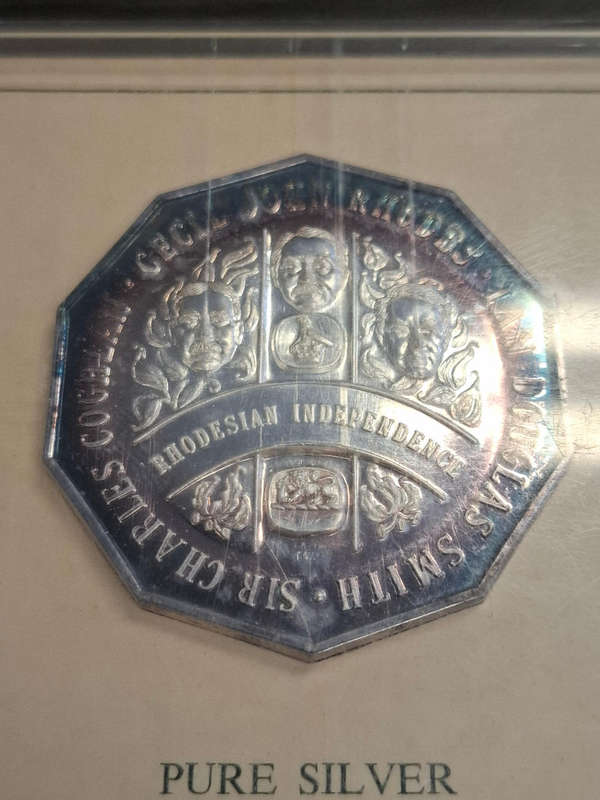 SIR CHARLES COGHLAN · CECIL JOHN RHODES · IAN DOUGLAS SMITH ·
RHODESIAN INDEPENDENCE
PURE SILVER